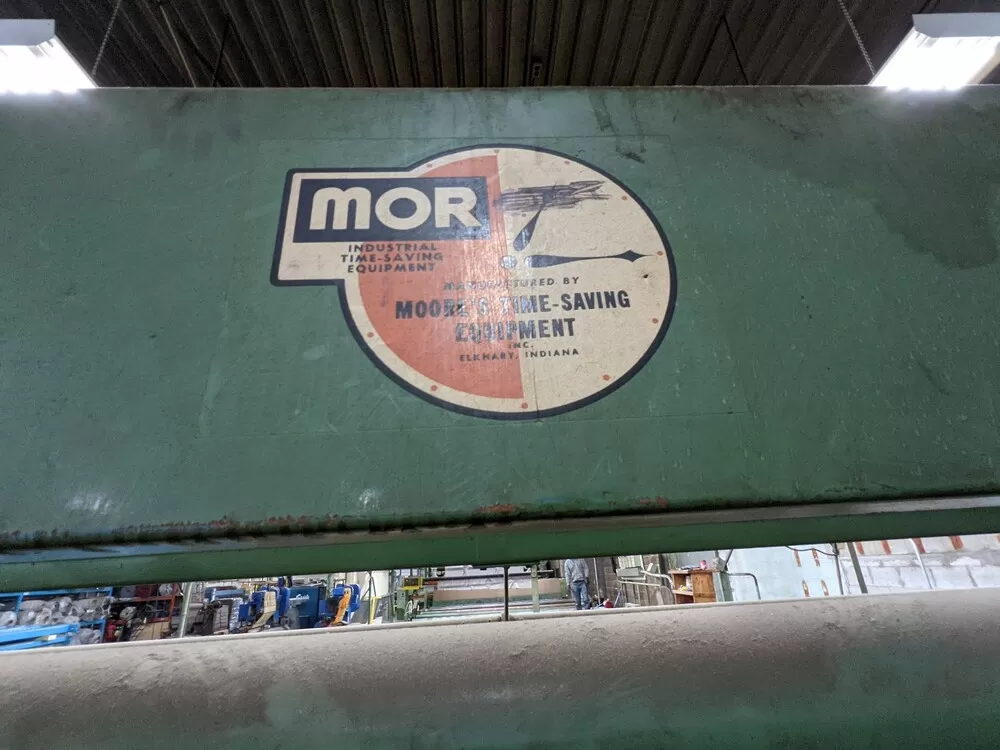 MOR
INDUSTRIAL
TIME-SAVING
EQUIPMENT
MANUFACTURED BY
MOORE'S TIME-SAVING
EQUIPMENT
INC.
ELKHART, INDIANA